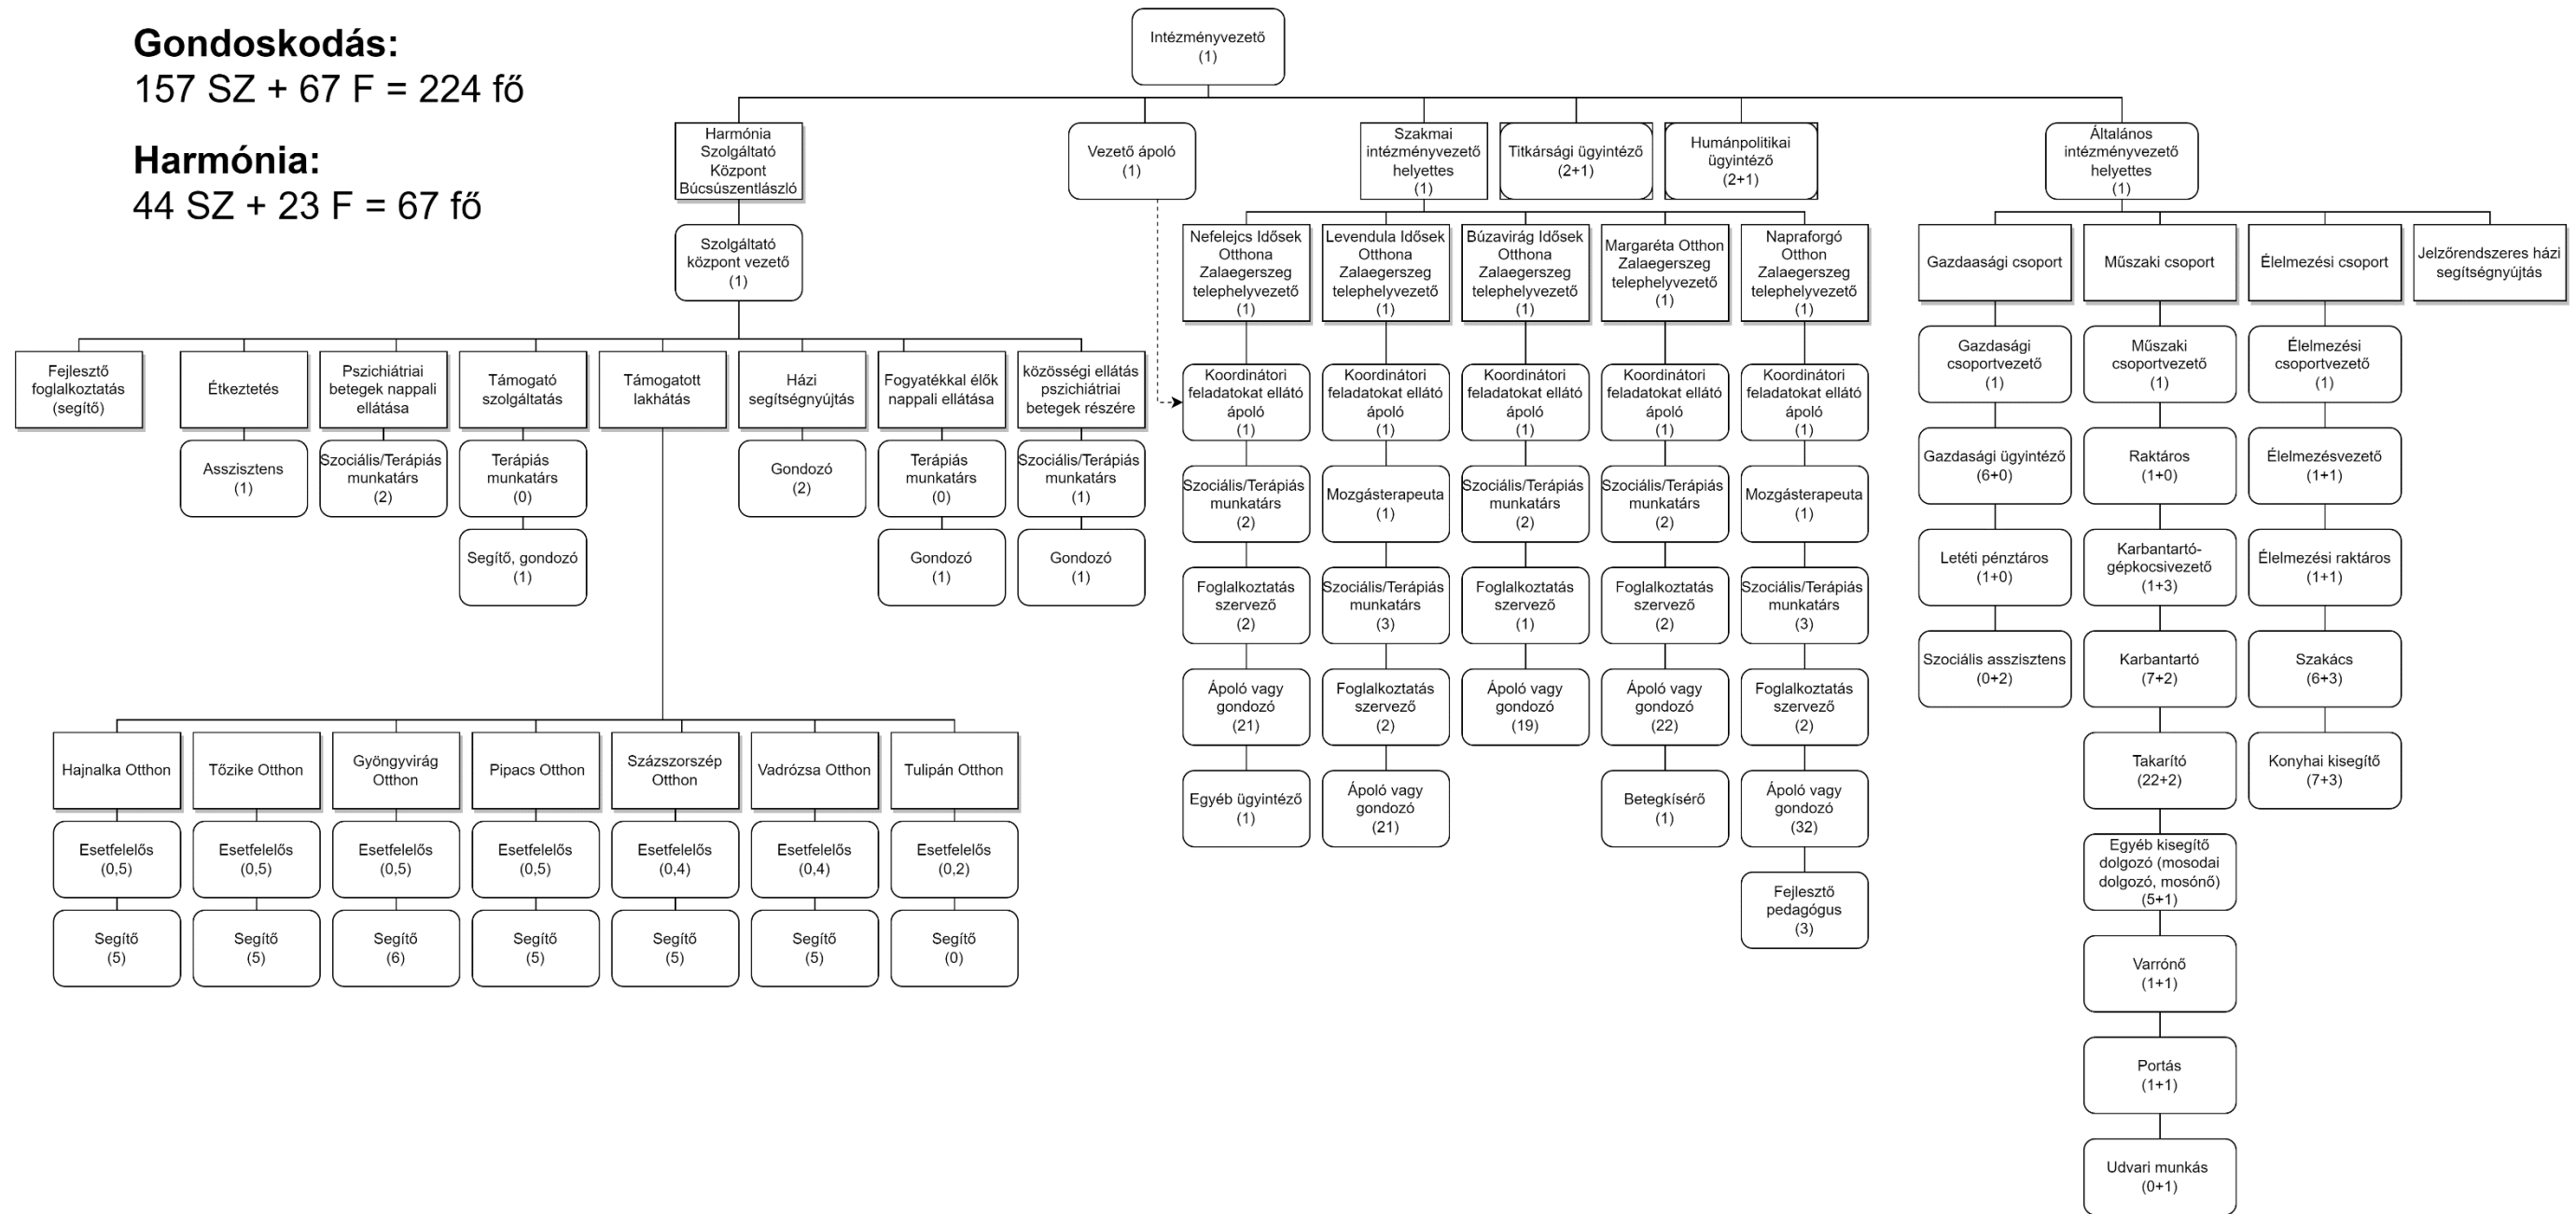 Gondoskodás:
157 SZ + 67 F = 224 fő
Harmónia:
44 SZ + 23 F = 67 fő
Intézményvezető
(1)
Harmónia
Szolgáltató
Központ
Búcsúszentlászló
Vezető ápoló
(1)
Szakmai
intézményvezető
helyettes
(1)
Titkársági ügyintéző
(2+1)
Humánpolitikai
ügyintéző
(2+1)
Általános
intézményvezető
helyettes
(1)
Szolgáltató
központ vezető
(1)
Fejlesztő
foglalkoztatás
(segítő)
Étkeztetés
Asszisztens
(1)
Pszichiátriai
betegek nappali
ellátása
Szociális/Terápiás
munkatárs
(2)
Támogató
szolgáltatás
Terápiás
munkatárs
(0)
Segítő, gondozó
(1)
Támogatott
lakhátás
Házi
segítségnyújtás
Gondozó
(2)
Fogyatékkal élők
nappali ellátása
Terápiás
munkatárs
(0)
Gondozó
(1)
közösségi ellátás
pszichiátriai
betegek részére
Szociális/Terápiás
munkatárs
(1)
Gondozó
(1)
Hajnalka Otthon
Esetfelelős
(0,5)
Segítő
(5)
Tőzike Otthon
Esetfelelős
(0,5)
Segítő
(5)
Gyöngyvirág
Otthon
Esetfelelős
(0,5)
Segítő
(6)
Pipacs Otthon
Esetfelelős
(0,5)
Segítő
(5)
Százszorszép
Otthon
Esetfelelős
(0,4)
Segítő
(5)
Vadrózsa Otthon
Esetfelelős
(0,4)
Segítő
(5)
Tulipán Otthon
Esetfelelős
(0,2)
Segítő
(0)
Nefelejcs Idősek
Otthona
Zalaegerszeg
telephelyvezető
(1)
Koordinátori
feladatokat ellátó
ápoló
(1)
Szociális/Terápiás
munkatárs
(2)
Foglalkoztatás
szervező
(2)
Ápoló vagy
gondozó
(21)
Egyéb ügyintéző
(1)
Levendula Idősek
Otthona
Zalaegerszeg
telephelyvezető
(1)
Koordinátori
feladatokat ellátó
ápoló
(1)
Mozgásterapeuta
(1)
Szociális/Terápiás
munkatárs
(3)
Foglalkoztatás
szervező
(2)
Ápoló vagy
gondozó
(21)
Búzavirág Idősek
Otthona
Zalaegerszeg
telephelyvezető
(1)
Koordinátori
feladatokat ellátó
ápoló
(1)
Szociális/Terápiás
munkatárs
(2)
Foglalkoztatás
szervező
(1)
Ápoló vagy
gondozó
(19)
Margaréta Otthon
Zalaegerszeg
telephelyvezető
(1)
Koordinátori
feladatokat ellátó
ápoló
(1)
Szociális/Terápiás
munkatárs
(2)
Foglalkoztatás
szervező
(2)
Ápoló vagy
gondozó
(22)
Betegkísérő
(1)
Napraforgó
Otthon
Zalaegerszeg
telephelyvezető
(1)
Koordinátori
feladatokat ellátó
ápoló
(1)
Mozgásterapeuta
(1)
Szociális/Terápiás
munkatárs
(3)
Foglalkoztatás
szervező
(2)
Ápoló vagy
gondozó
(32)
Fejlesztő
pedagógus
(3)
Gazdaasági csoport
Gazdasági
csoportvezető
(1)
Gazdasági ügyintéző
(6+0)
Letéti pénztáros
(1+0)
Szociális asszisztens
(0+2)
Műszaki csoport
Műszaki
csoportvezető
(1)
Raktáros
(1+0)
Karbantartó-
gépkocsivezető
(1+3)
Karbantartó
(7+2)
Takarító
(22+2)
Egyéb kisegítő
dolgozó (mosodai
dolgozó, mosónő)
(5+1)
Varrónő
(1+1)
Portás
(1+1)
Udvari munkás
(0+1)
Élelmezési csoport
Élelmezési
csoportvezető
(1)
Élelmezésvezető
(1+1)
Élelmezési raktáros
(1+1)
Szakács
(6+3)
Konyhai kisegítő
(7+3)
Jelzőrendszeres házi
segítségnyújtás